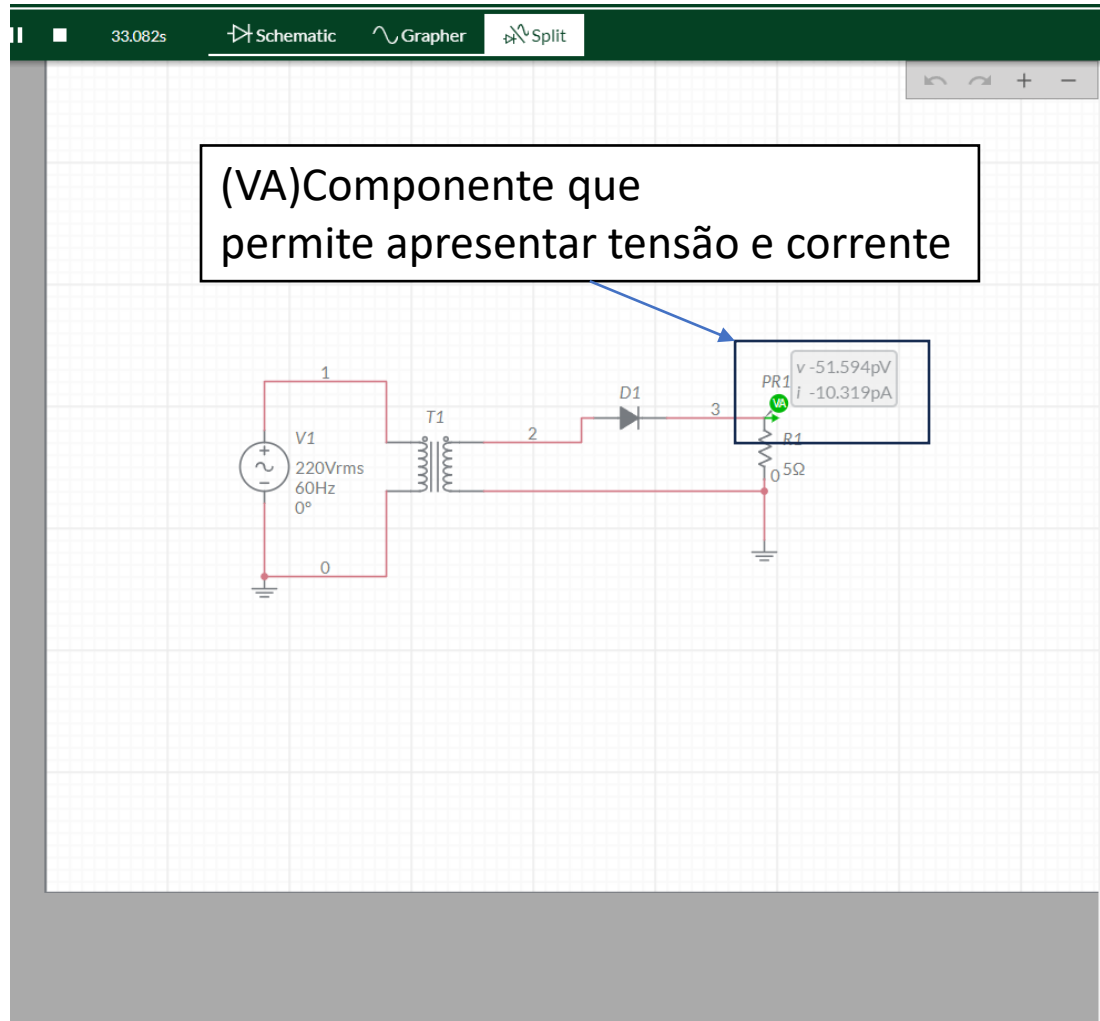 33.082s
Schematic
Grapher
Split
(VA)Componente que
permite apresentar tensão e corrente
v -51.594pV
i -10.319pA
PR1
VA
1
D1
3
T1
2
V1
220Vrms
60Hz
0°
R1
5Ω
0
0